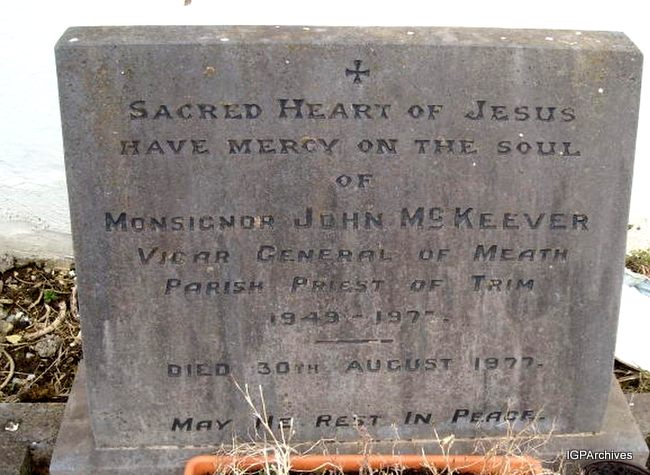 SACRED HEART OF JESUS
HAVE MERCY ON THE SOUL
OF
MONSIGNOR JOHN McKEEVER
VICAR GENERAL OF MEATH
PARISH PRIEST OF TRIM
1949 - 1977.
DIED 30TH AUGUST 1977.
MAY HE REST IN PEACE.
IGPArchives